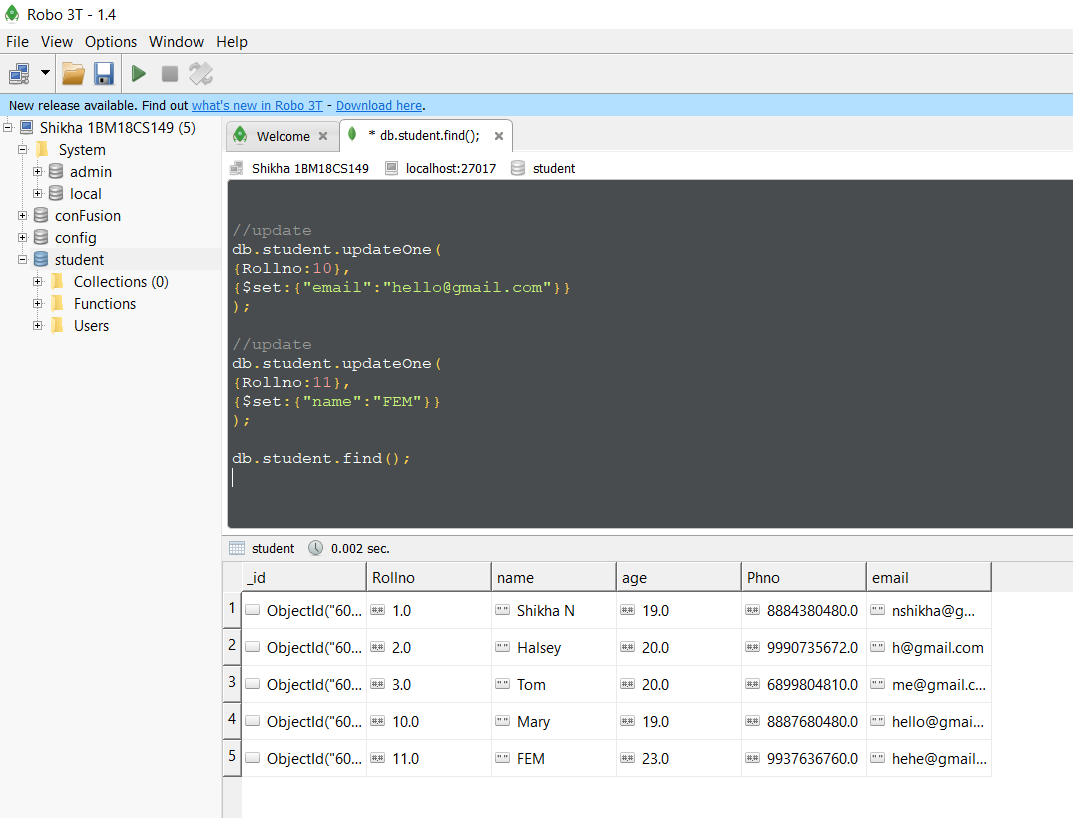 Robo 3T - 1.4
File View Options Window Help
New release available. Find out what's new in Robo 3T - Download here.
Shikha 1BM18CS149 (5)
System
admin
local
conFusion
config
student
Collections (0)
Functions
Users
Welcome
* db.student.find();
Shikha 1BM18CS149 localhost:27017 student
//update
db.student.updateOne(
{Rollno:10},
{$set:{"email":"hello@gmail.com"}}
);
//update
db.student.updateOne(
{Rollno:11},
{$set:{"name":"FEM"}}
);
db.student.find();
student 0.002 sec.
_id Rollno name age Phno email
1 ObjectId("60... 1.0 Shikha N 19.0 8884380480.0 nshikha@g...
2 ObjectId("60... 2.0 Halsey 20.0 9990735672.0 h@gmail.com
3 ObjectId("60... 3.0 Tom 20.0 6899804810.0 me@gmail.c...
4 ObjectId("60... 10.0 Mary 19.0 8887680480.0 hello@gmai...
5 ObjectId("60... 11.0 FEM 23.0 9937636760.0 hehe@gmail...